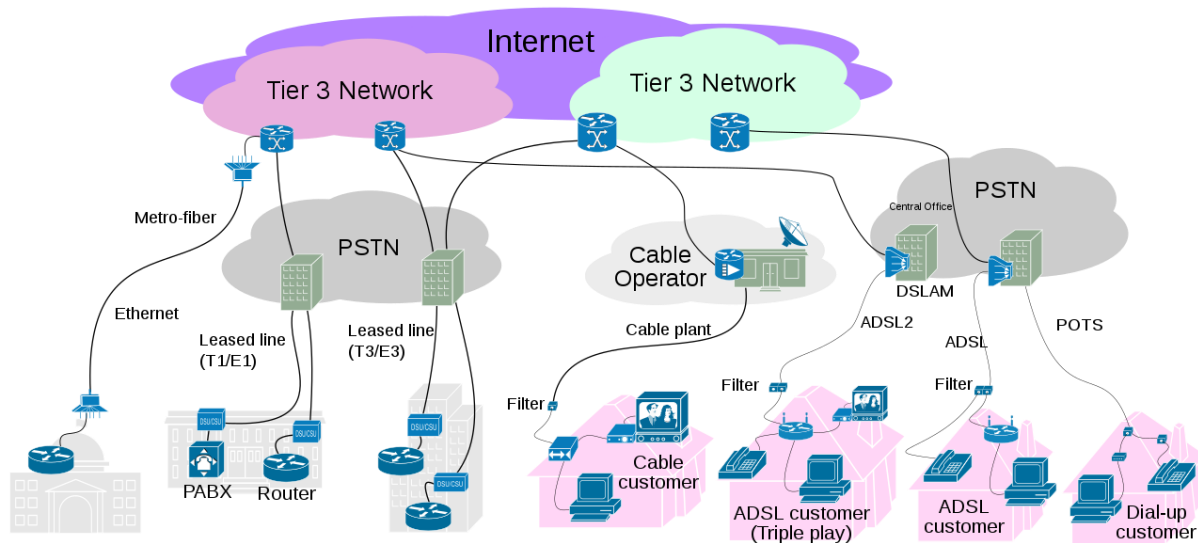 Internet
Tier 3 Network
Tier 3 Network
PSTN
Central Office
Metro-fiber
PSTN
Cable
Operator
DSLAM
Ethernet
Leased line
(T1/E1)
Leased line
(T3/E3)
Cable plant
ADSL2
ADSL
POTS
Filter
Filter
Filter
DSU/CSU
DSU/CSU
DSU/CSU
DSU/CSU
PABX
Router
Cable
customer
ADSL customer
(Triple play)
ADSL
customer
Dial-up
customer